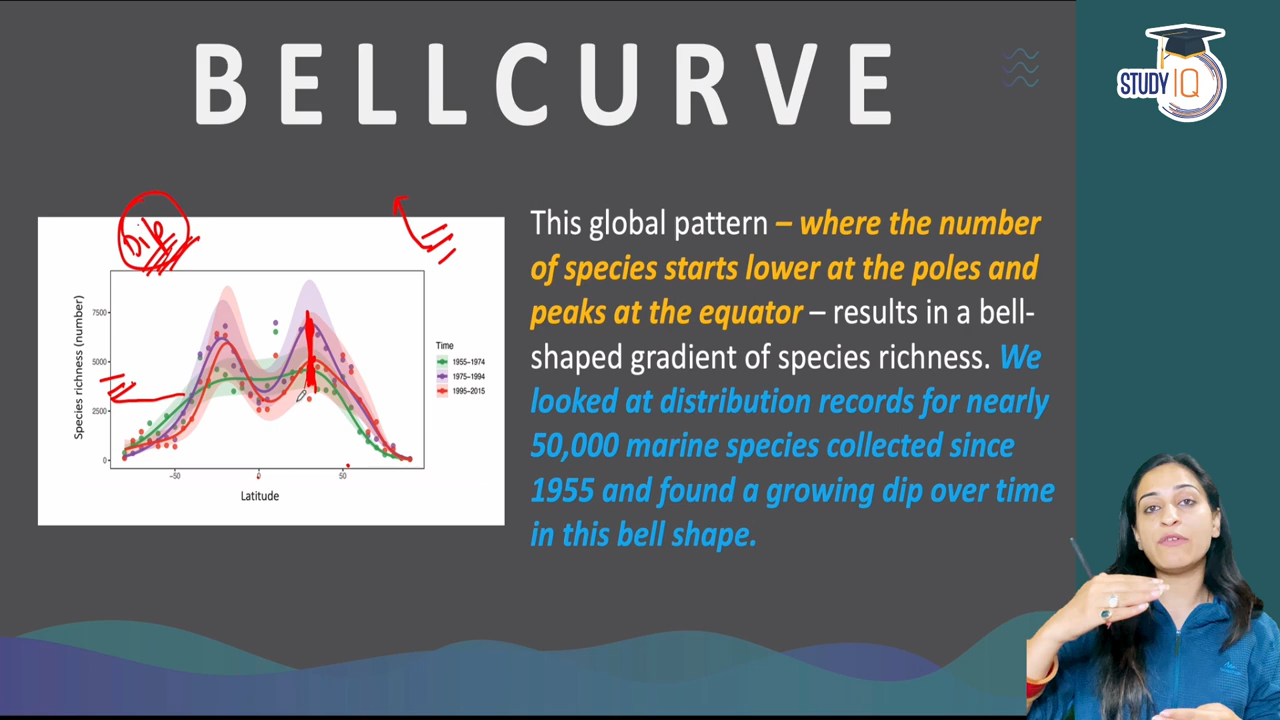 BELLCURVE
STUDY IQ
Dip
This global pattern – where the number
of species starts lower at the poles and
peaks at the equator – results in a bell-
shaped gradient of species richness. We
looked at distribution records for nearly
50,000 marine species collected since
1955 and found a growing dip over time
in this bell shape.
Species richness (number)
7500
5000
2500
0
−50
0
50
Latitude
Time
1955−1974
1975−1994
1995−2015